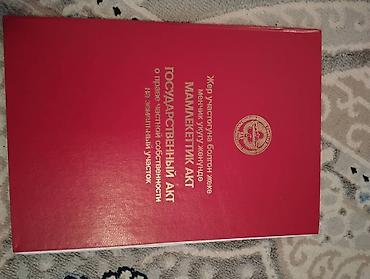 Жер участогуна болгон жеке
менчик укугу жөнүндө
МАМЛЕКЕТТИК АКТ
ГОСУДАРСТВЕННЫЙ АКТ
о праве частной собственности
на земельный участок